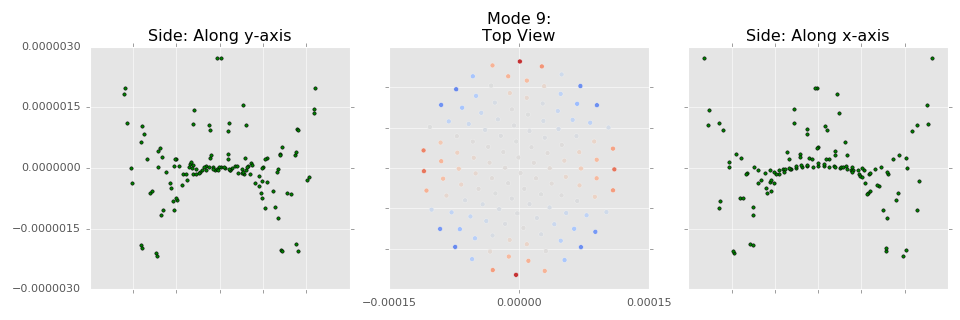 Mode 9:
Side: Along y-axis
Top View
Side: Along x-axis
0.0000030
0.0000015
0.0000000
−0.0000015
−0.0000030
−0.00015
0.00000
0.00015